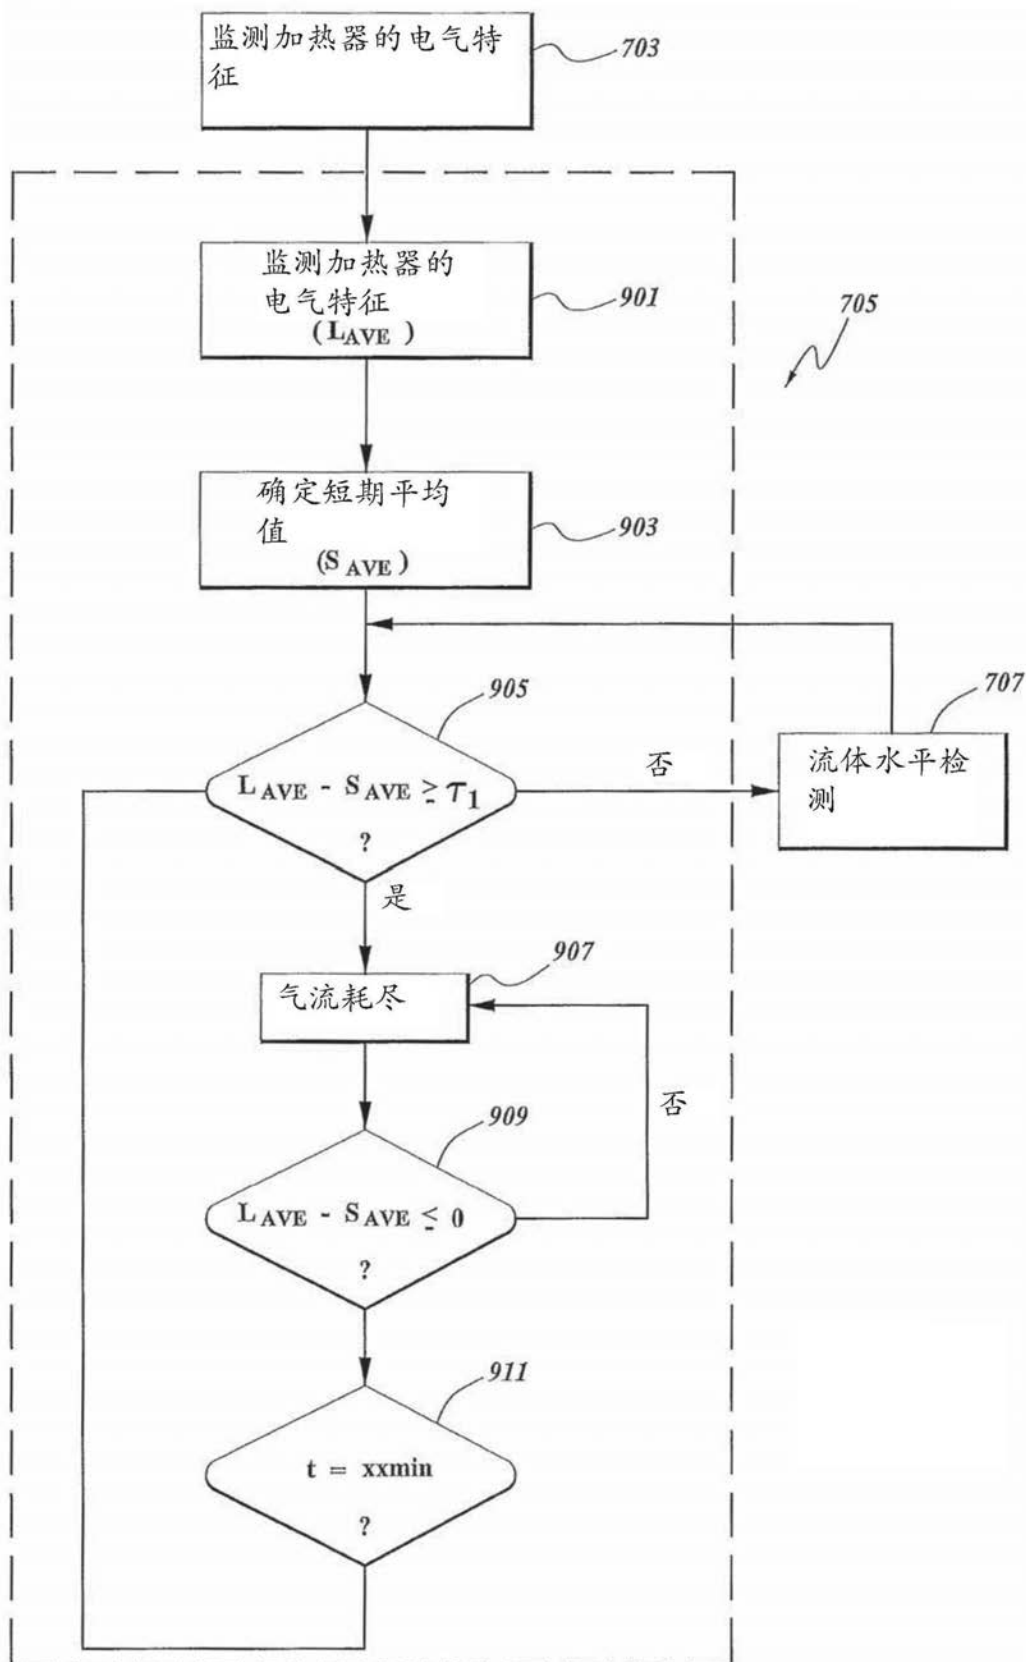 监测加热器的电气特
征
703
监测加热器的
电气特征
(LAVE)
901
705
确定短期平均
值
(SAVE)
903
905
707
LAVE - SAVE ≥ τ1
?
否
流体水平检
测
是
907
气流耗尽
否
909
LAVE - SAVE ≤ 0
?
911
t = xxmin
?